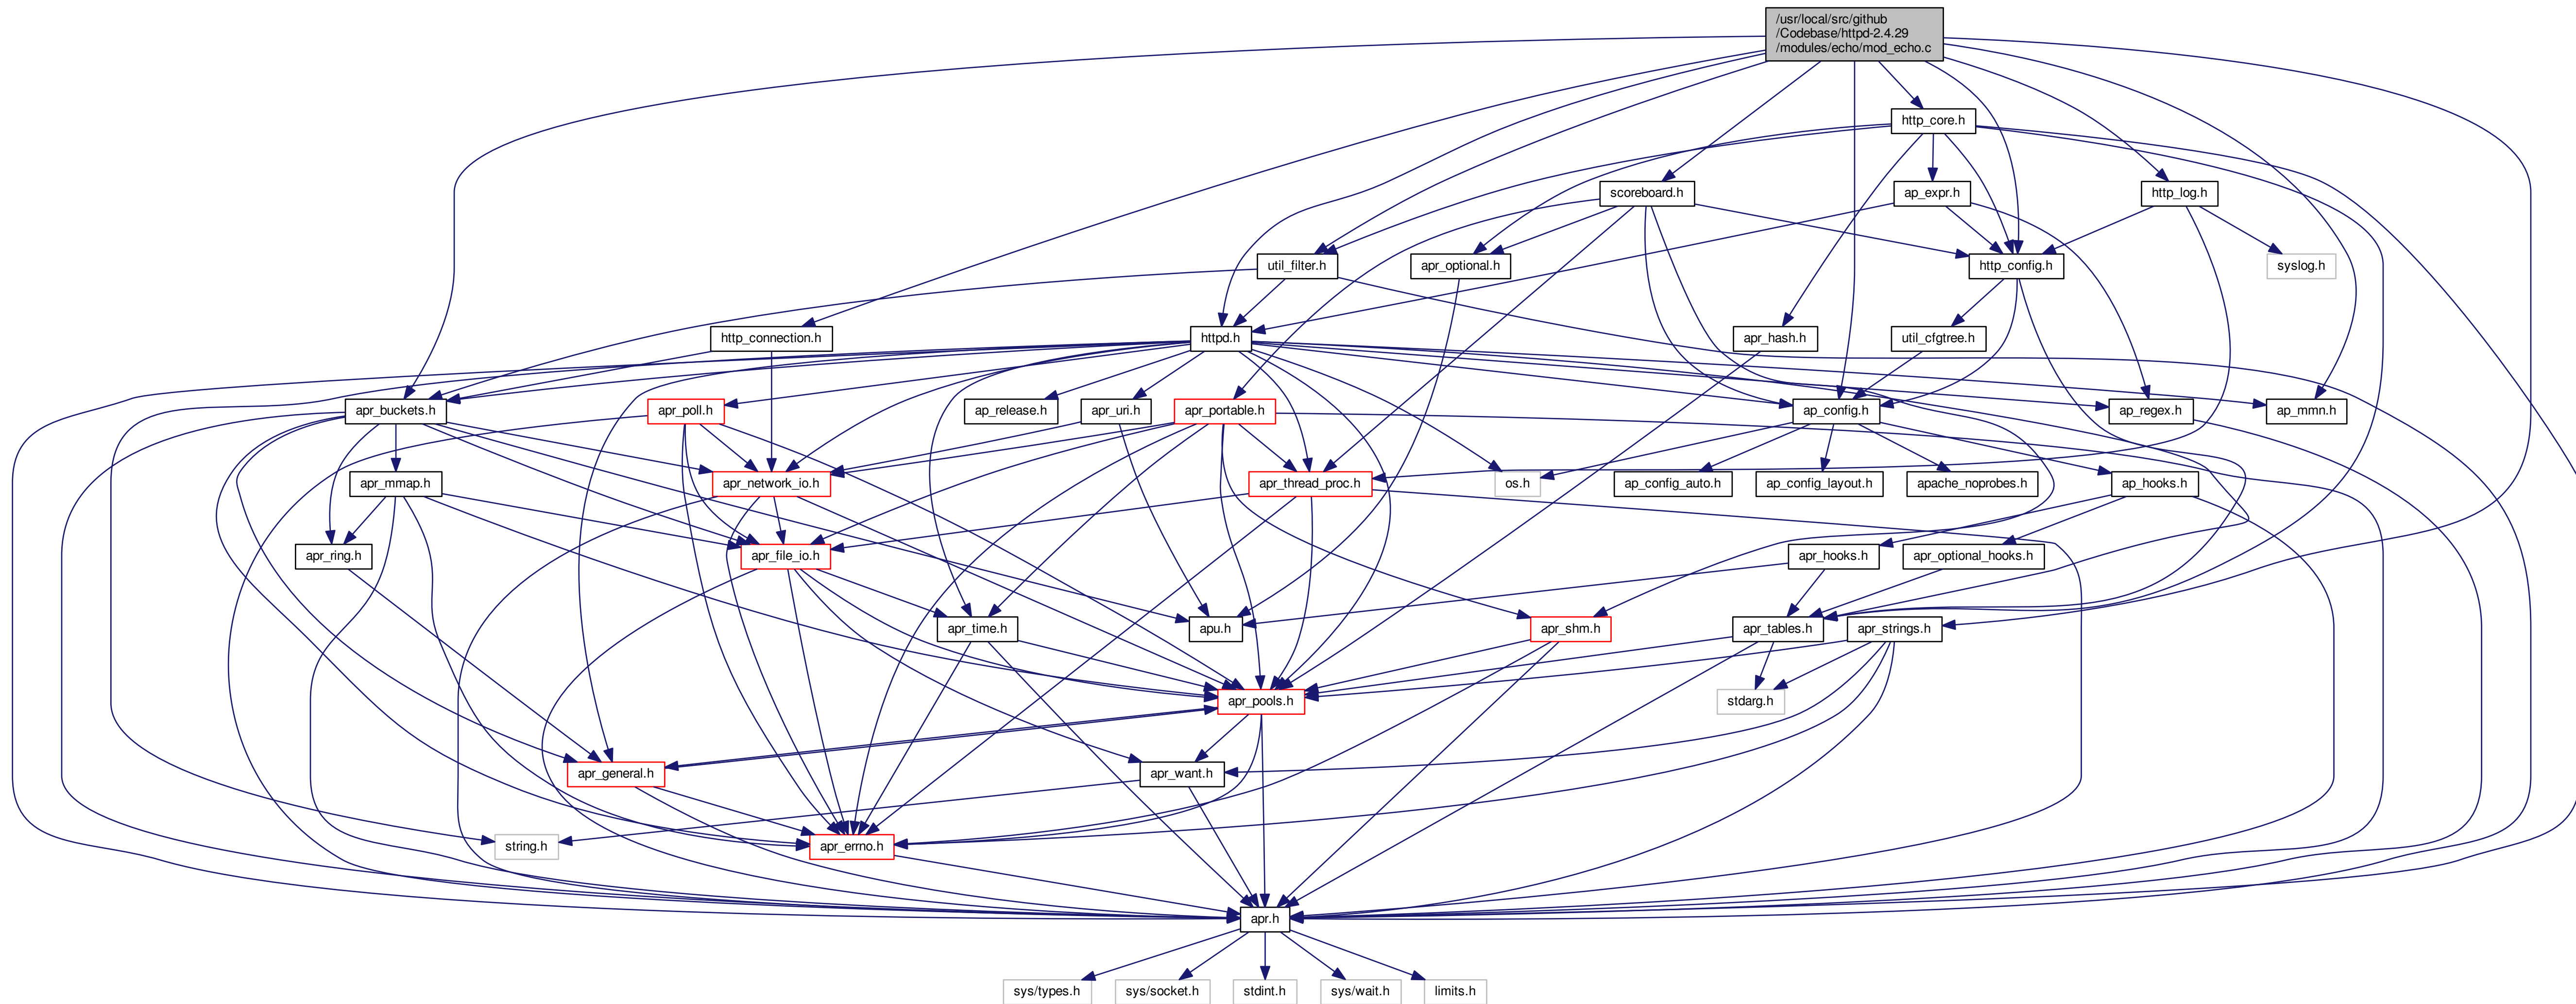 /usr/local/src/github
/Codebase/httpd-2.4.29
/modules/echo/mod_echo.c
http_core.h
scoreboard.h
ap_expr.h
http_log.h
util_filter.h
apr_optional.h
http_config.h
syslog.h
http_connection.h
httpd.h
apr_hash.h
util_cfgtree.h
apr_buckets.h
apr_poll.h
ap_release.h
apr_uri.h
apr_portable.h
ap_config.h
ap_regex.h
ap_mmn.h
apr_mmap.h
apr_network_io.h
apr_thread_proc.h
os.h
ap_config_auto.h
ap_config_layout.h
apache_noprobes.h
ap_hooks.h
apr_ring.h
apr_file_io.h
apr_hooks.h
apr_optional_hooks.h
apr_time.h
apu.h
apr_shm.h
apr_tables.h
apr_strings.h
apr_pools.h
stdarg.h
apr_general.h
apr_want.h
string.h
apr_errno.h
apr.h
sys/types.h
sys/socket.h
stdint.h
sys/wait.h
limits.h